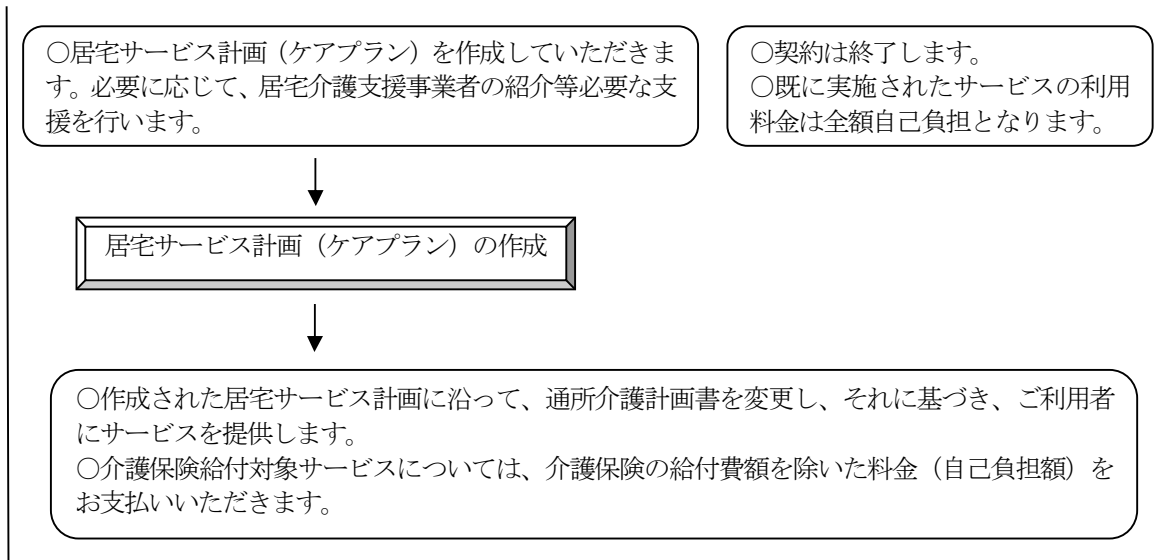 ○居宅サービス計画（ケアプラン）を作成していただきま
す。必要に応じて、居宅介護支援事業者の紹介等必要な支
援を行います。
○契約は終了します。
○既に実施されたサービスの利用
料金は全額自己負担となります。
居宅サービス計画（ケアプラン）の作成
○作成された居宅サービス計画に沿って、通所介護計画書を変更し、それに基づき、ご利用者
にサービスを提供します。
○介護保険給付対象サービスについては、介護保険の給付費額を除いた料金（自己負担額）を
お支払いいただきます。